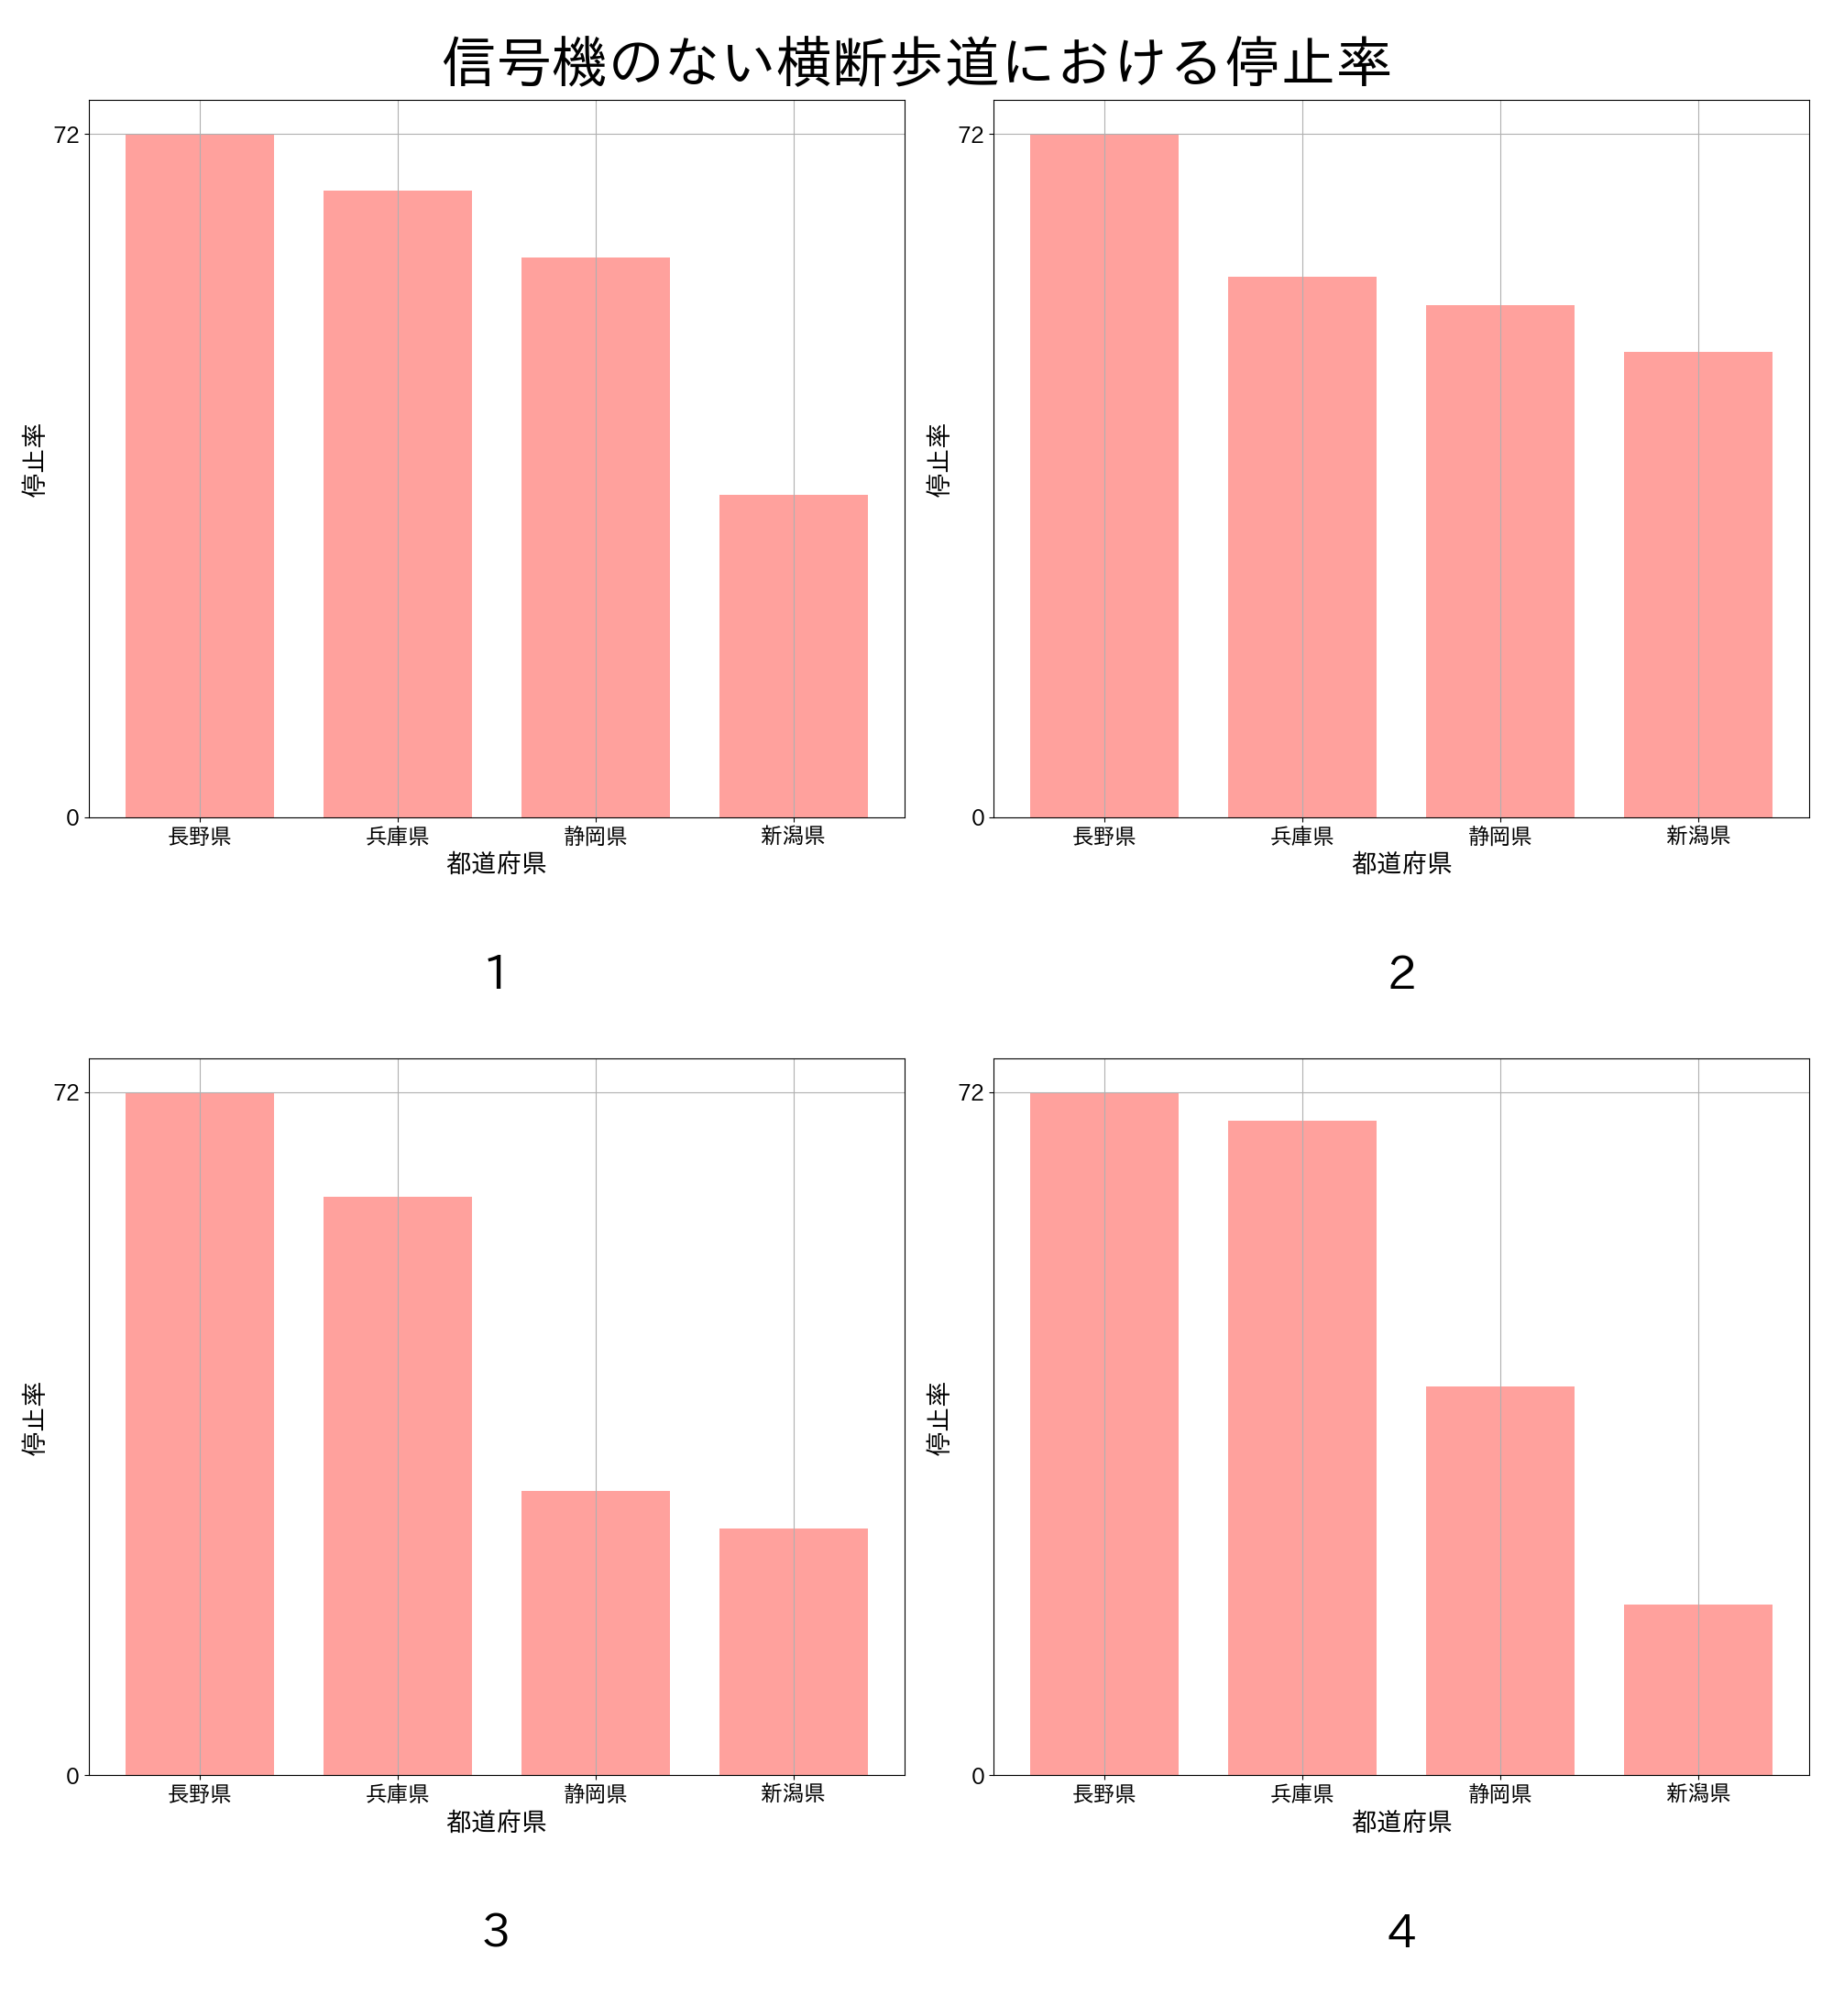 信号機のない横断歩道における停止率
72
0
停止率
長野県 兵庫県 静岡県 新潟県
都道府県
1
72
0
停止率
長野県 兵庫県 静岡県 新潟県
都道府県
2
72
0
停止率
長野県 兵庫県 静岡県 新潟県
都道府県
3
72
0
停止率
長野県 兵庫県 静岡県 新潟県
都道府県
4